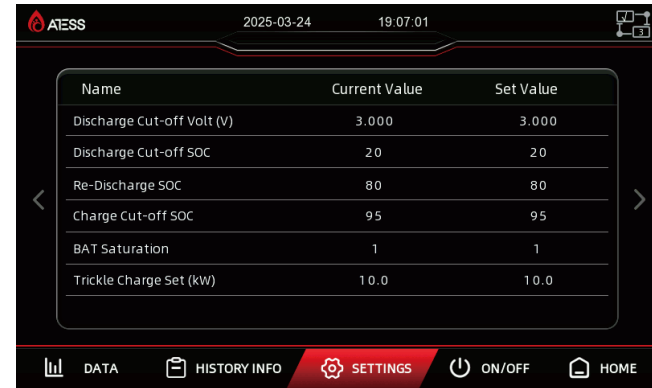 ATESS 2025-03-24 19:07:01
3
Name Current Value Set Value
Discharge Cut-off Volt (V) 3.000 3.000
Discharge Cut-off SOC 20 20
Re-Discharge SOC 80 80
Charge Cut-off SOC 95 95
BAT Saturation 1 1
Trickle Charge Set (kW) 10.0 10.0
DATA HISTORY INFO SETTINGS ON/OFF HOME